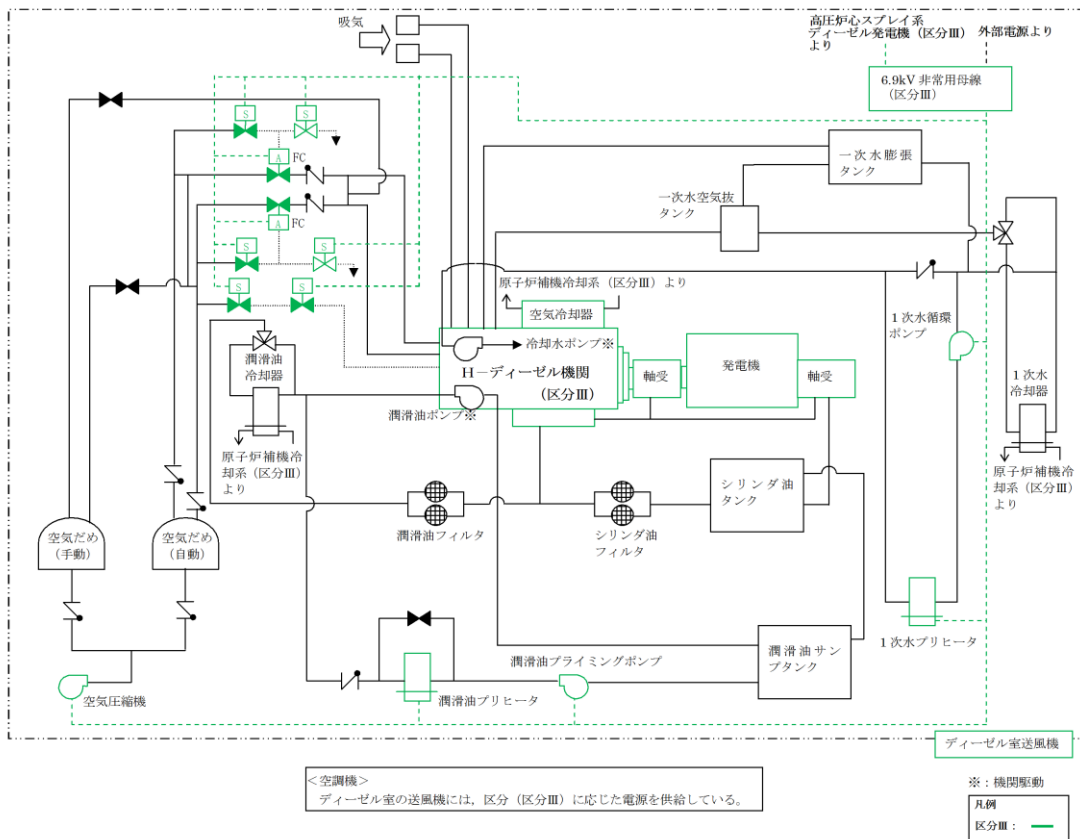 吸気
高圧炉心スプレイ系
ディーゼル発電機（区分Ⅲ）
より
外部電源より
6.9kV 非常用母線
（区分Ⅲ）
S
S
A
FC
A
FC
S
S
S
S
一次水膨張
タンク
一次水空気抜
タンク
原子炉補機冷却系（区分Ⅲ）より
空気冷却器
冷却水ポンプ※
H－ディーゼル機関
（区分Ⅲ）
潤滑油ポンプ※
軸受
発電機
軸受
1次水循環
ポンプ
1次水
冷却器
原子炉補機冷
却系（区分Ⅲ）
より
潤滑油
冷却器
原子炉補機冷
却系（区分Ⅲ）
より
シリンダ油
タンク
潤滑油フィルタ
シリンダ油
フィルタ
空気だめ
（手動）
空気だめ
（自動）
1次水プリヒータ
潤滑油サン
プタンク
潤滑油プライミングポンプ
潤滑油プリヒータ
空気圧縮機
ディーゼル室送風機
＜空調機＞
ディーゼル室の送風機には，区分（区分Ⅲ）に応じた電源を供給している。
※：機関駆動
凡例
区分Ⅲ：